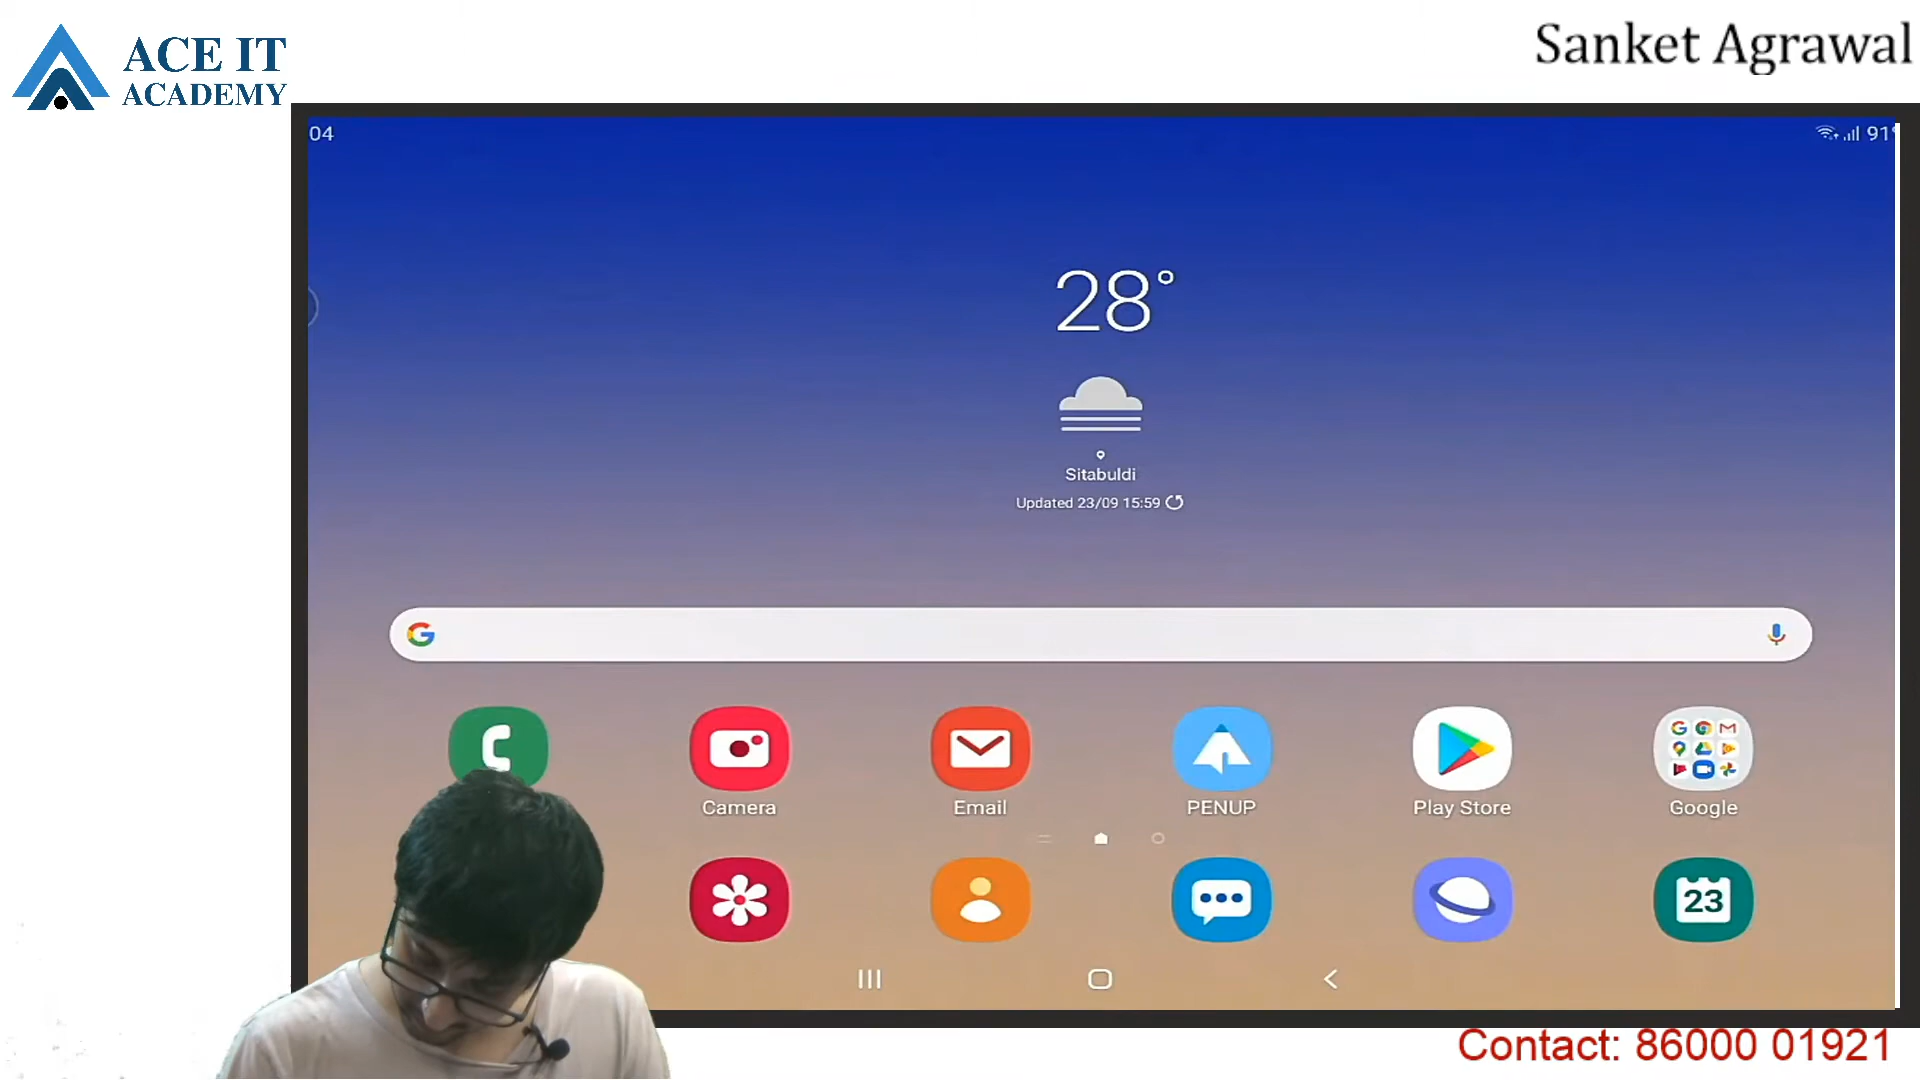 ACE IT
ACADEMY
Sanket Agrawal
04
91
28°
Sitabuldi
Updated 23/09 15:59
Camera
Email
PENUP
Play Store
Google
23
Contact: 86000 01921